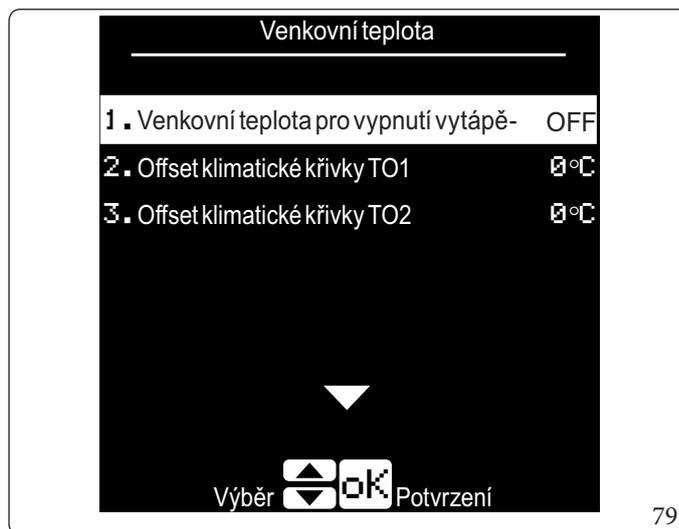 Venkovní teplota
1. Venkovní teplota pro vypnutí vytápě- OFF
2. Offset klimatické křivky TO1 0°C
3. Offset klimatické křivky TO2 0°C
Výběr oK Potvrzení
79